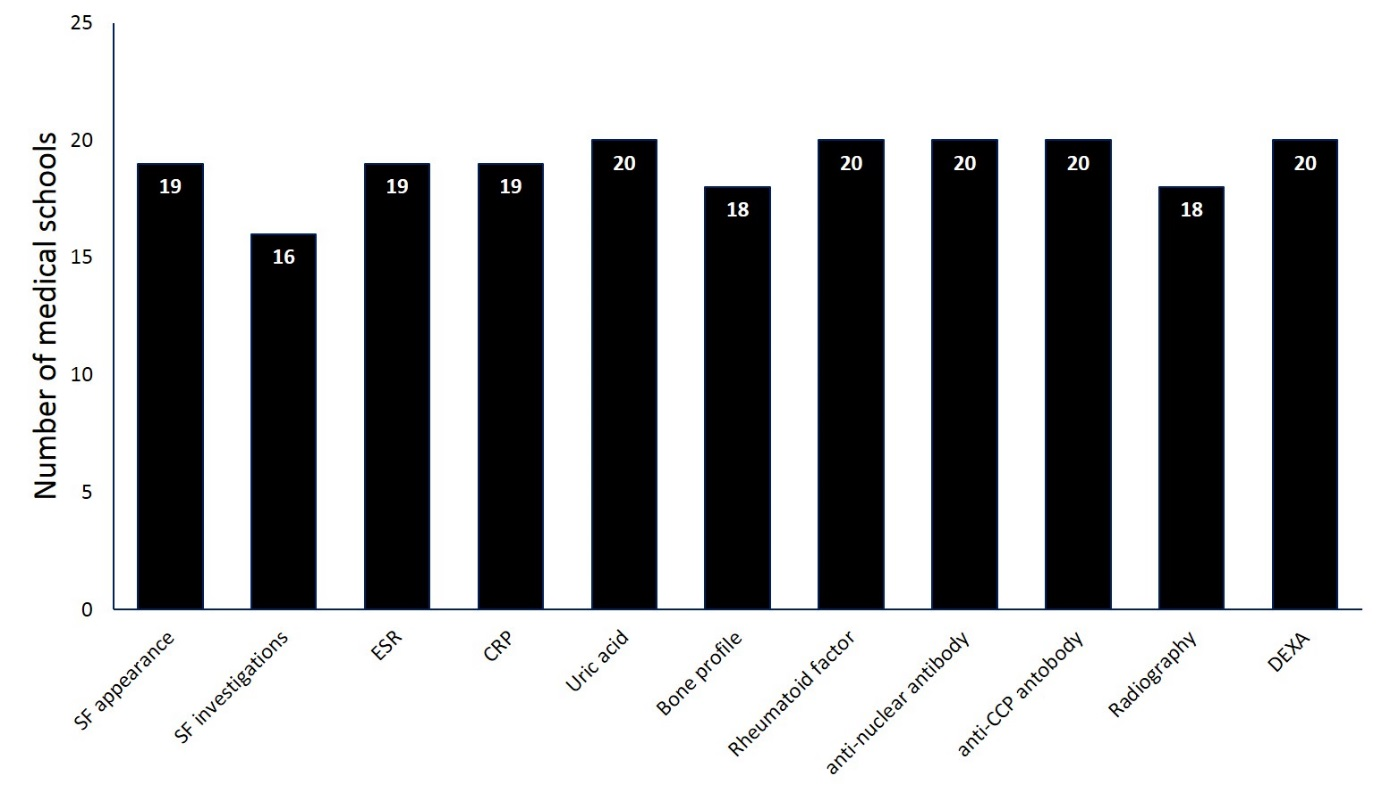 Number of medical schools
25
20
15
10
5
0
19
16
19
19
20
18
20
20
20
18
20
SF appearance
SF investigations
ESR
CRP
Uric acid
Bone profile
Rheumatoid factor
anti-nuclear antibody
anti-CCP antobody
Radiography
DEXA